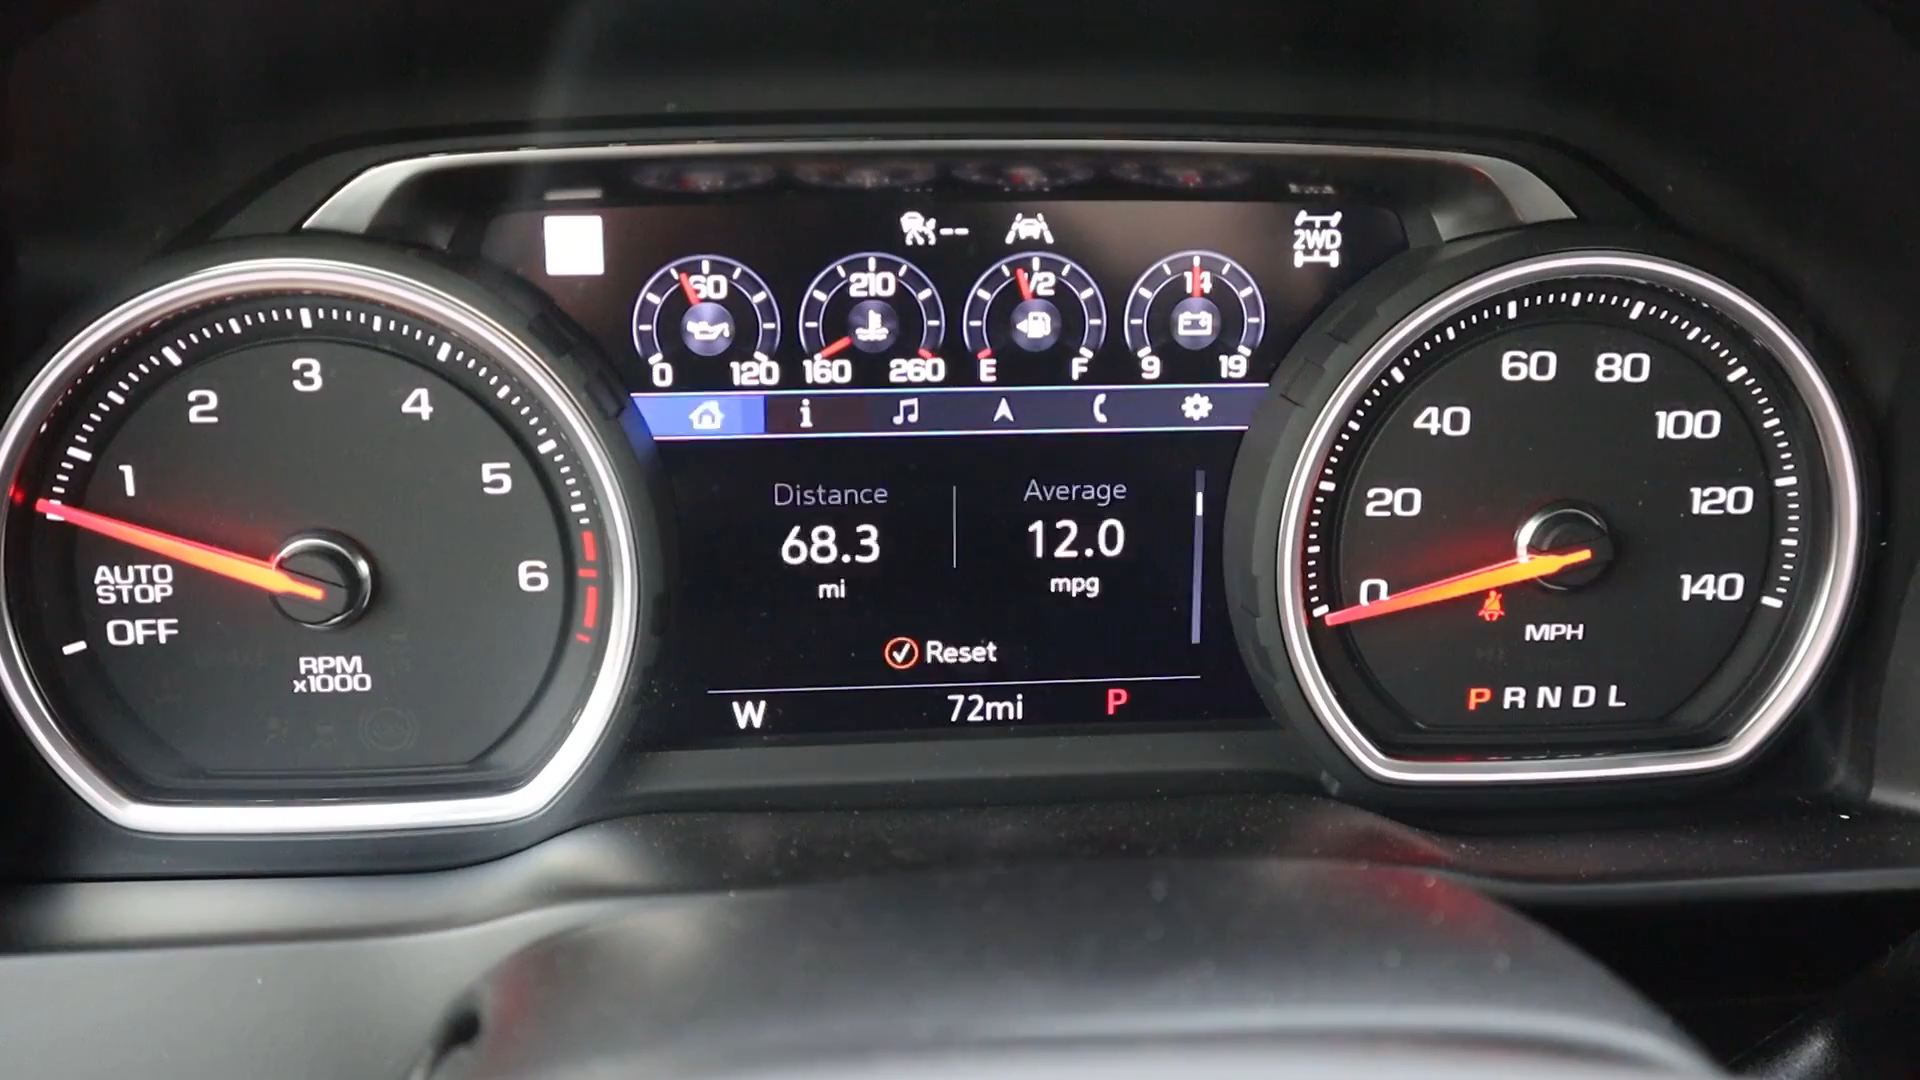 --
2WD
60
210
1/2
14
0
120
160
260
E
F
9
19
i
1
2
3
4
5
6
AUTO
STOP
OFF
RPM
x1000
Distance
68.3
mi
Average
12.0
mpg
Reset
W
72mi
P
0
20
40
60
80
100
120
140
MPH
P R N D L